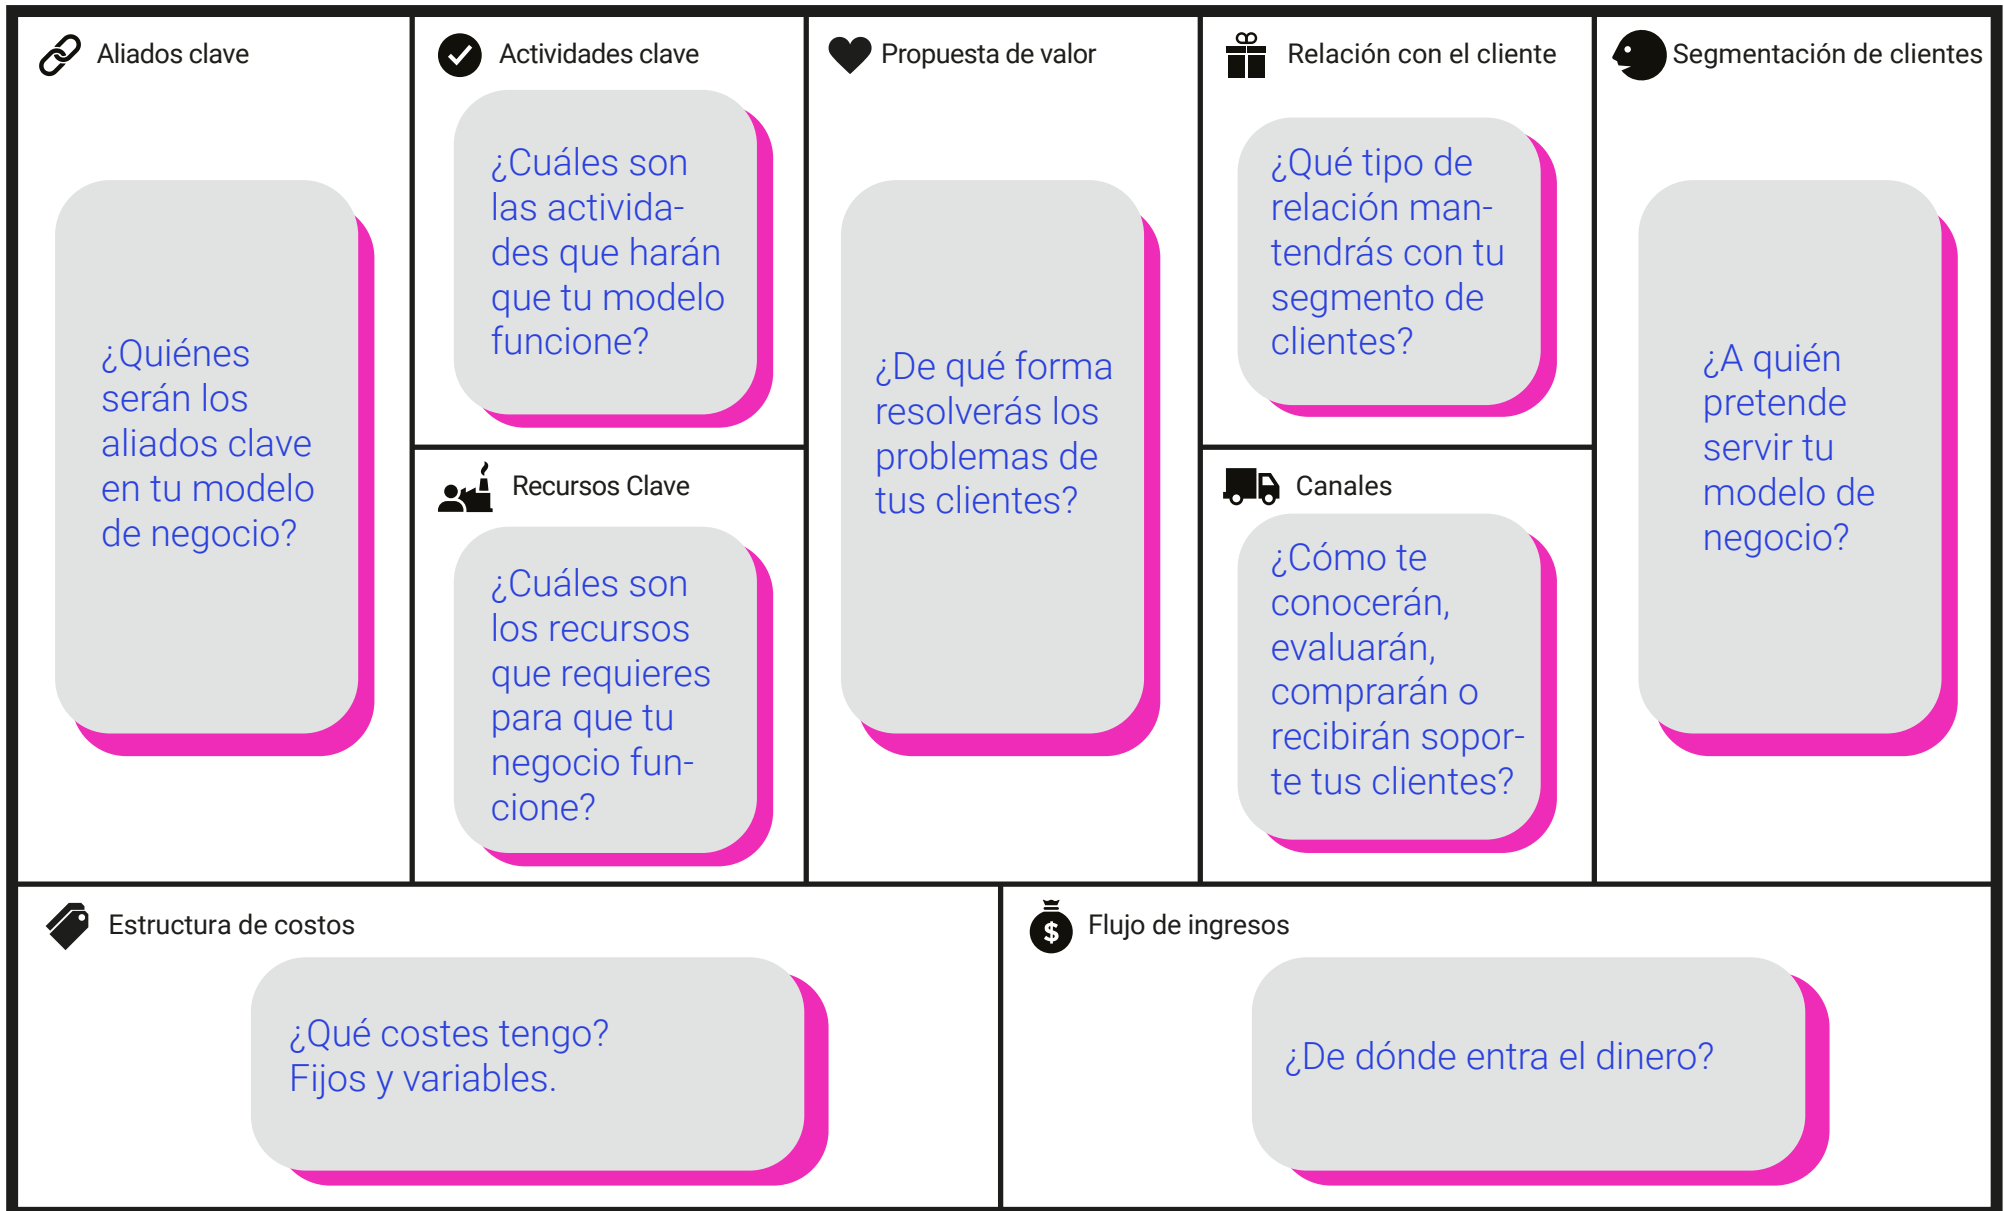 Aliados clave
¿Quiénes
serán los
aliados clave
en tu modelo
de negocio?
Actividades clave
¿Cuáles son
las activida-
des que harán
que tu modelo
funcione?
Recursos Clave
¿Cuáles son
los recursos
que requieres
para que tu
negocio fun-
cione?
Propuesta de valor
¿De qué forma
resolverás los
problemas de
tus clientes?
Relación con el cliente
¿Qué tipo de
relación man-
tendrás con tu
segmento de
clientes?
Canales
¿Cómo te
conocerán,
evaluarán,
comprarán o
recibirán sopor-
te tus clientes?
Segmentación de clientes
¿A quién
pretende
servir tu
modelo de
negocio?
Estructura de costos
¿Qué costes tengo?
Fijos y variables.
$
Flujo de ingresos
¿De dónde entra el dinero?